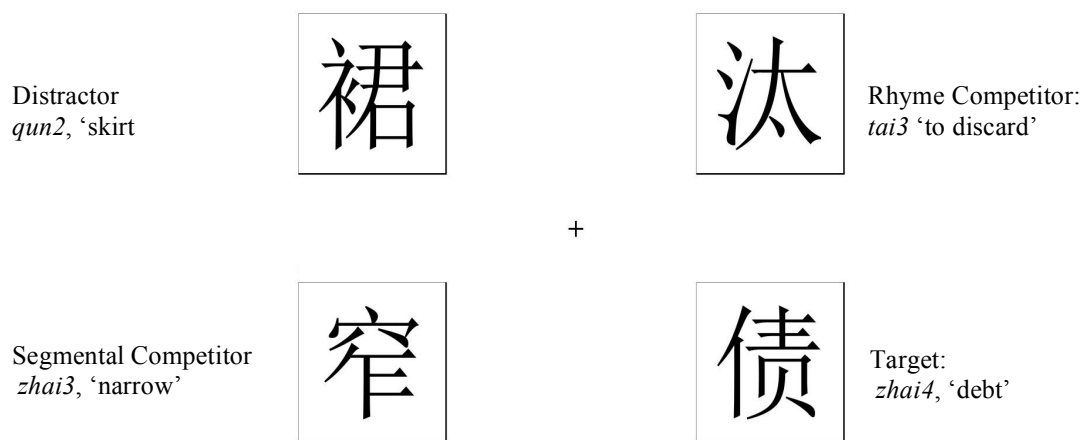 Distractor
qun2, ‘skirt
裙
汰
Rhyme Competitor:
tai3 ‘to discard’
+
Segmental Competitor
zhai3, ‘narrow’
窄
债
Target:
zhai4, ‘debt’